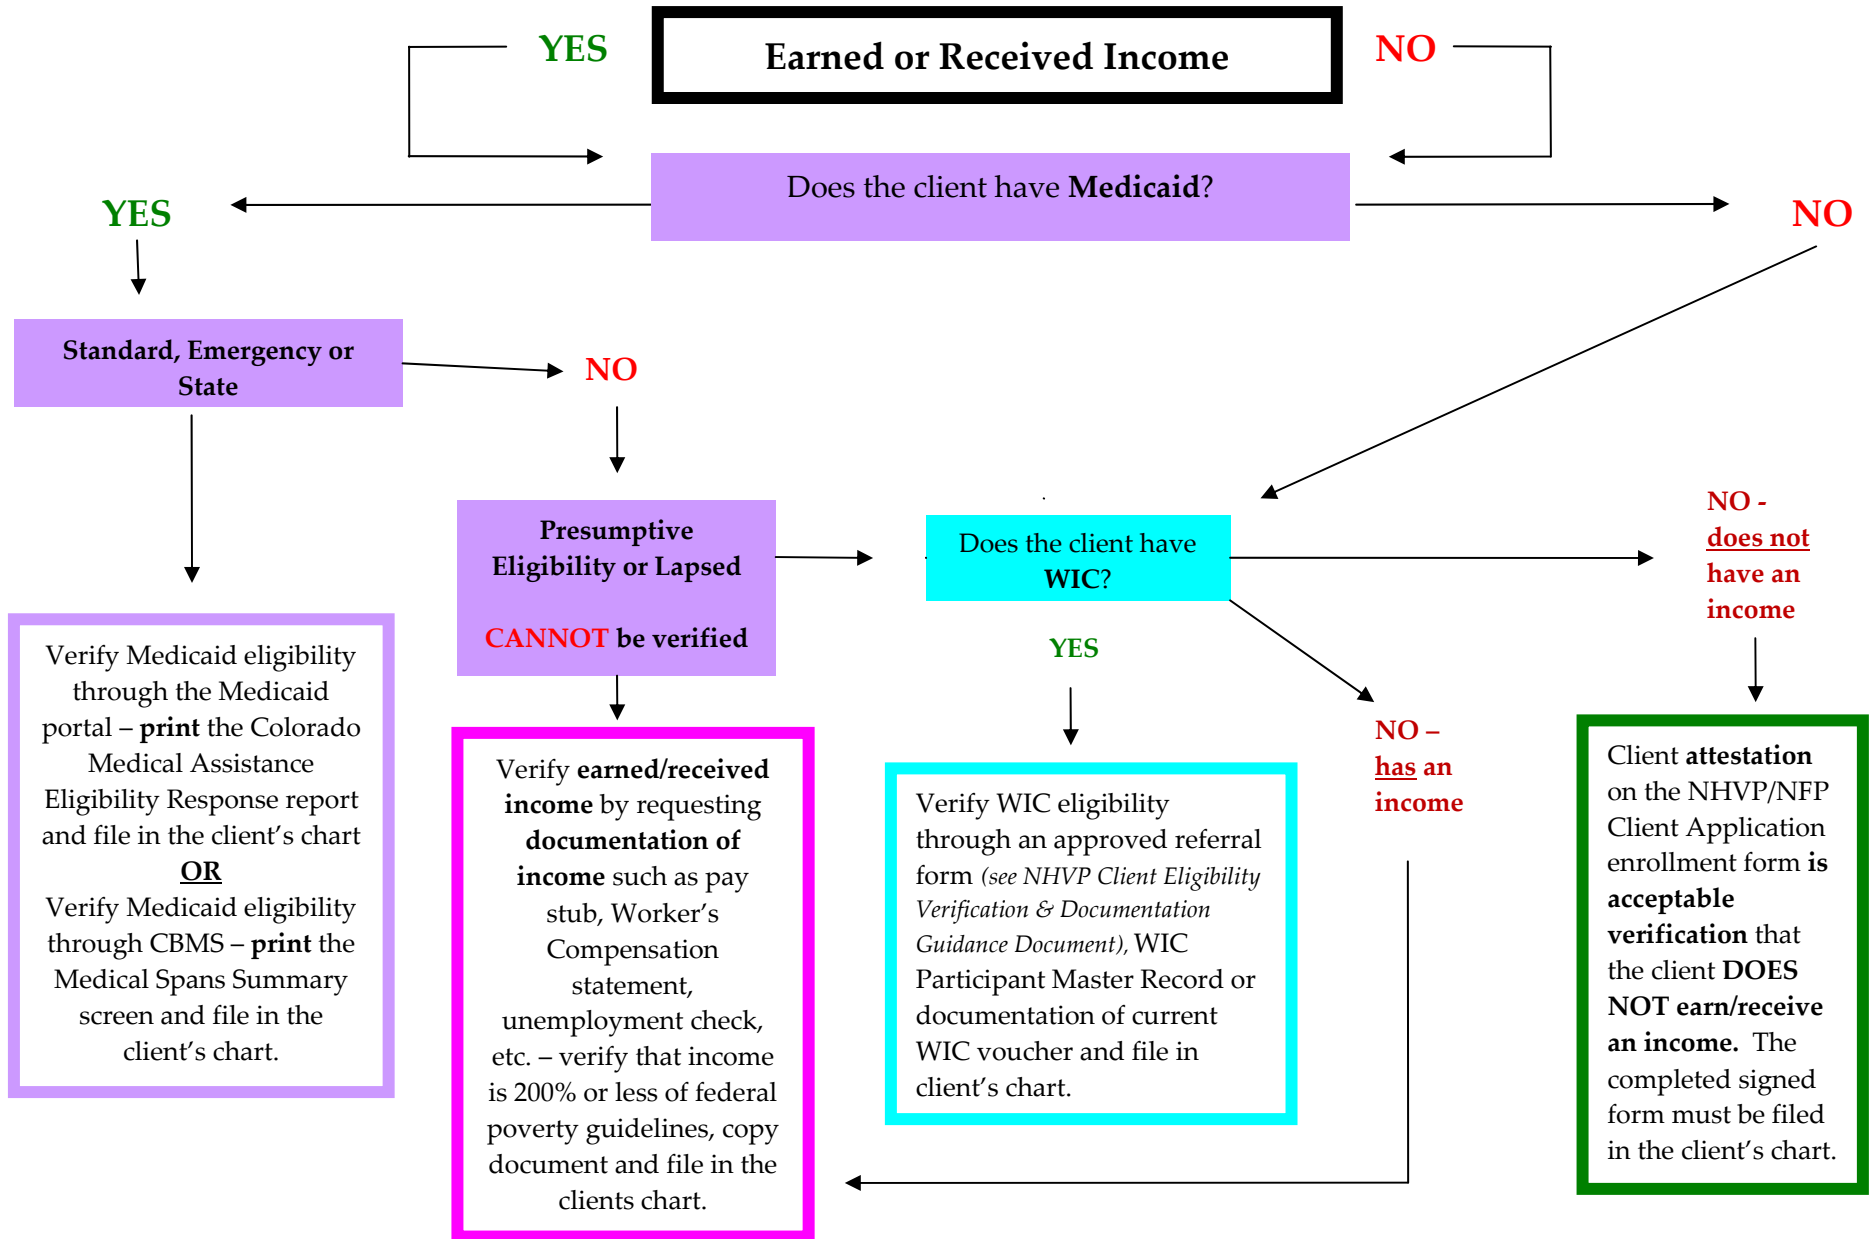 YES
Earned or Received Income
NO
Does the client have Medicaid?
YES
NO
Standard, Emergency or
State
NO
Presumptive
Eligibility or Lapsed
CANNOT be verified
Does the client have
WIC?
NO -
does not
have an
income
YES
NO –
has an
income
Verify Medicaid eligibility
through the Medicaid
portal – print the Colorado
Medical Assistance
Eligibility Response report
and file in the client’s chart
OR
Verify Medicaid eligibility
through CBMS – print the
Medical Spans Summary
screen and file in the
client’s chart.
Verify earned/received
income by requesting
documentation of
income such as pay
stub, Worker’s
Compensation
statement,
unemployment check,
etc. – verify that income
is 200% or less of federal
poverty guidelines, copy
document and file in the
clients chart.
Verify WIC eligibility
through an approved referral
form (see NHVP Client Eligibility
Verification & Documentation
Guidance Document), WIC
Participant Master Record or
documentation of current
WIC voucher and file in
client’s chart.
Client attestation
on the NHVP/NFP
Client Application
enrollment form is
acceptable
verification that
the client DOES
NOT earn/receive
an income.  The
completed signed
form must be filed
in the client’s chart.